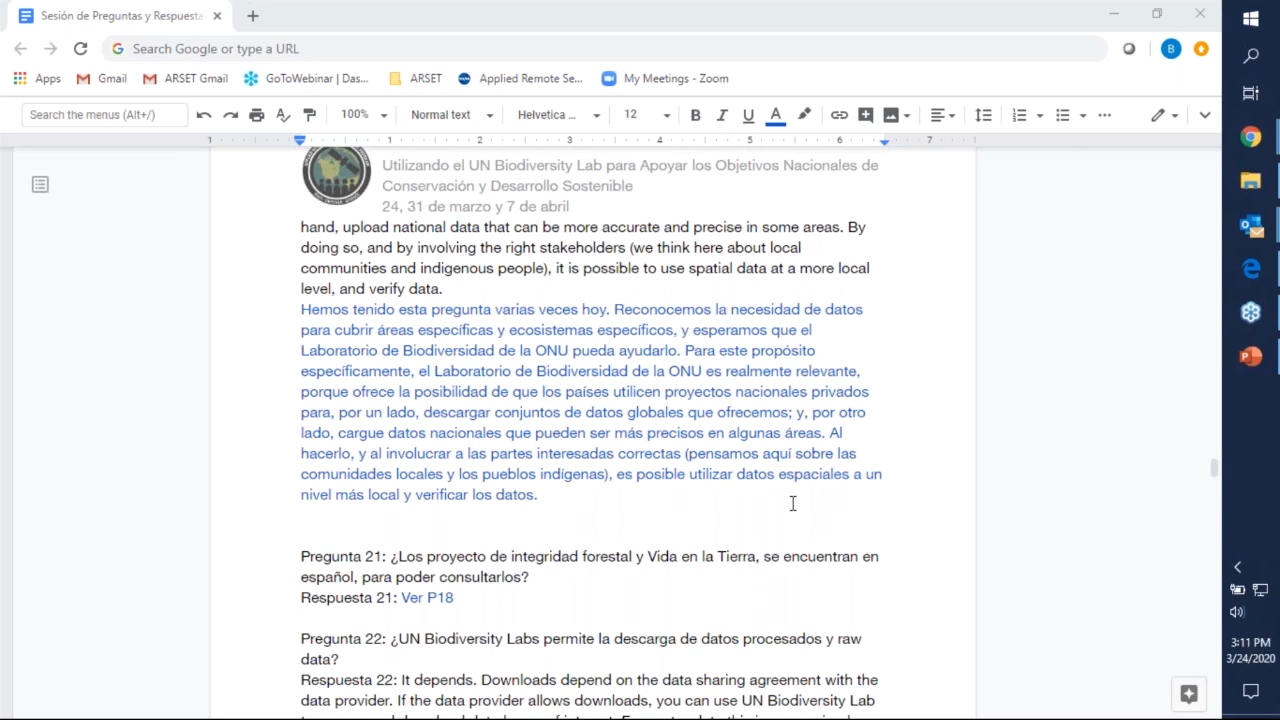 Sesión de Preguntas y Respuesta
Search Google or type a URL
B
Apps
Gmail
ARSET Gmail
GoToWebinar | Das...
ARSET
Applied Remote Se...
My Meetings - Zoom
Search the menus (Alt+/)
100%
Normal text
Helvetica ...
12
B
I
U
A
1
1
2
3
4
5
6
7
Utilizando el UN Biodiversity Lab para Apoyar los Objetivos Nacionales de
Conservación y Desarrollo Sostenible
24, 31 de marzo y 7 de abril
hand, upload national data that can be more accurate and precise in some areas. By
doing so, and by involving the right stakeholders (we think here about local
communities and indigenous people), it is possible to use spatial data at a more local
level, and verify data.
Hemos tenido esta pregunta varias veces hoy. Reconocemos la necesidad de datos
para cubrir áreas específicas y ecosistemas específicos, y esperamos que el
Laboratorio de Biodiversidad de la ONU pueda ayudarlo. Para este propósito
específicamente, el Laboratorio de Biodiversidad de la ONU es realmente relevante,
porque ofrece la posibilidad de que los países utilicen proyectos nacionales privados
para, por un lado, descargar conjuntos de datos globales que ofrecemos; y, por otro
lado, cargue datos nacionales que pueden ser más precisos en algunas áreas. Al
hacerlo, y al involucrar a las partes interesadas correctas (pensamos aquí sobre las
comunidades locales y los pueblos indígenas), es posible utilizar datos espaciales a un
nivel más local y verificar los datos.
Pregunta 21: ¿Los proyecto de integridad forestal y Vida en la Tierra, se encuentran en
español, para poder consultarlos?
Respuesta 21: Ver P18
Pregunta 22: ¿UN Biodiversity Labs permite la descarga de datos procesados y raw
data?
Respuesta 22: It depends. Downloads depend on the data sharing agreement with the
data provider. If the data provider allows downloads, you can use UN Biodiversity Lab
3:11 PM
3/24/2020